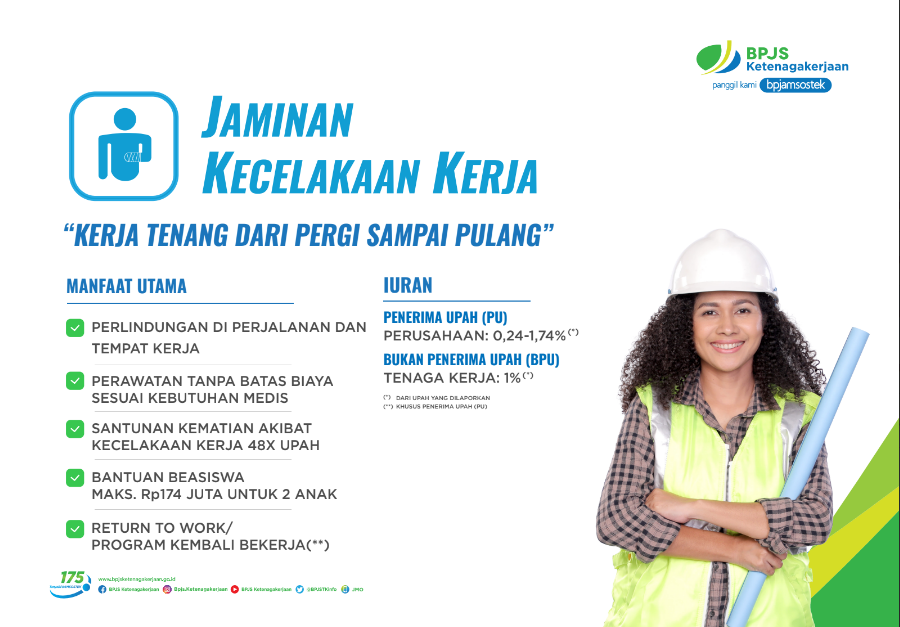 BPJS
Ketenagakerjaan
panggil kami bpjamsostek
JAMINAN
KECELAKAAN KERJA
“KERJA TENANG DARI PERGI SAMPAI PULANG”
MANFAAT UTAMA
PERLINDUNGAN DI PERJALANAN DAN
TEMPAT KERJA
PERAWATAN TANPA BATAS BIAYA
SESUAI KEBUTUHAN MEDIS
SANTUNAN KEMATIAN AKIBAT
KECELAKAAN KERJA 48X UPAH
BANTUAN BEASISWA
MAKS. Rp174 JUTA UNTUK 2 ANAK
RETURN TO WORK/
PROGRAM KEMBALI BEKERJA(**)
IURAN
PENERIMA UPAH (PU)
PERUSAHAAN: 0,24-1,74%(*)
BUKAN PENERIMA UPAH (BPU)
TENAGA KERJA: 1%(*)
(*) DARI UPAH YANG DILAPORKAN
(**) KHUSUS PENERIMA UPAH (PU)
175
www.bpjsketenagakerjaan.go.id
BPJS Ketenagakerjaan Bpjs.Ketenagakerjaan BPJS Ketenagakerjaan @BPJSTKinfo JMO